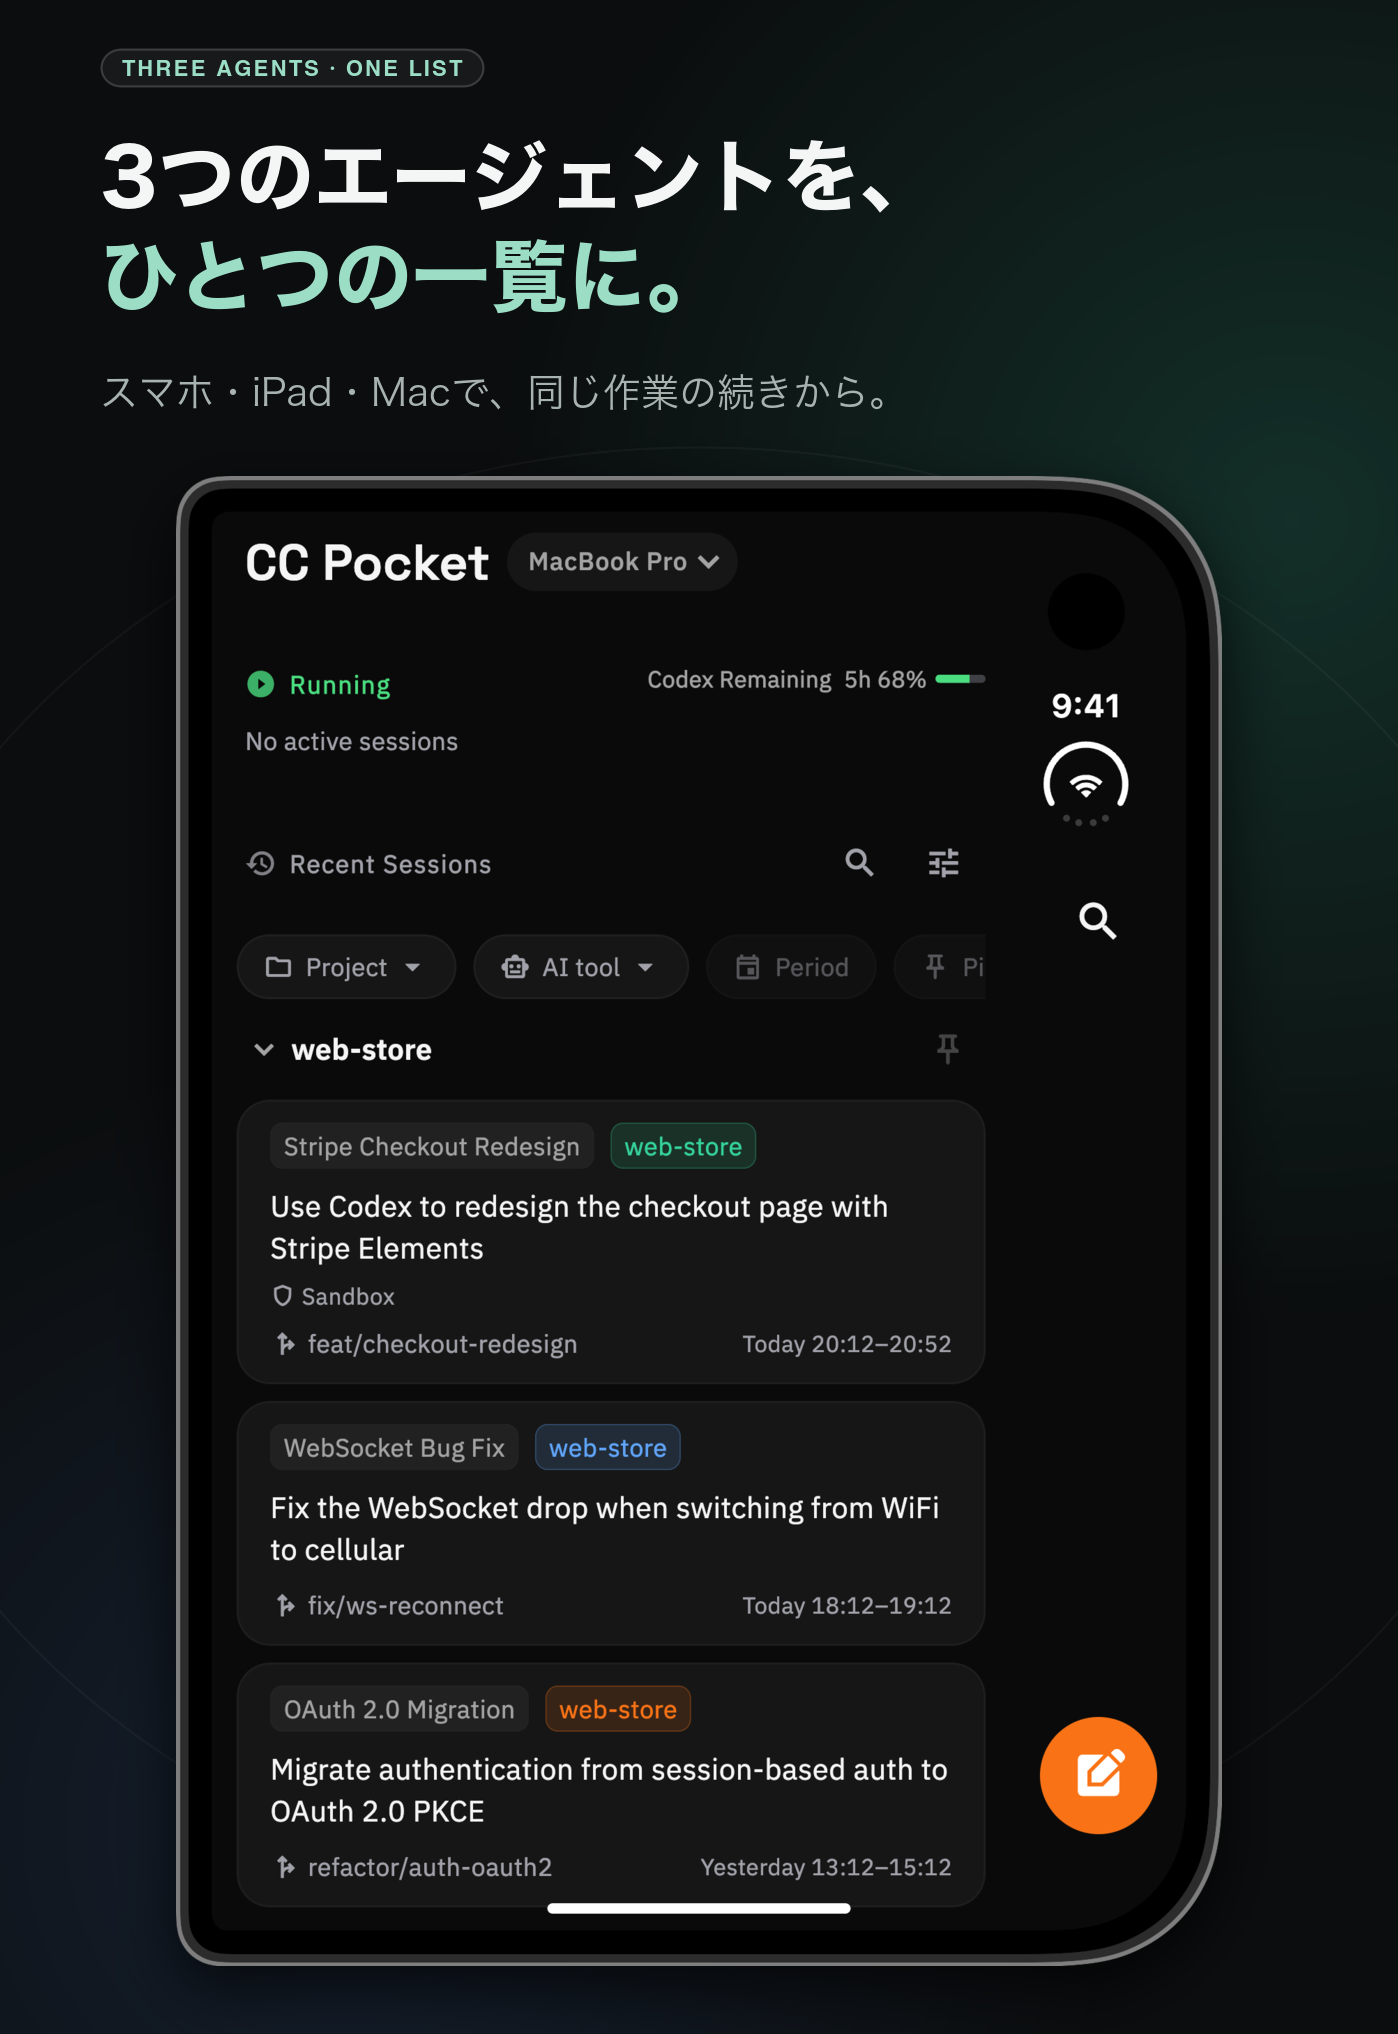 THREE AGENTS · ONE LIST
3つのエージェントを、
ひとつの一覧に。
スマホ・iPad・Macで、同じ作業の続きから。
CC Pocket MacBook Pro
Running Codex Remaining 5h 68%
No active sessions
9:41
Recent Sessions
Project AI tool Period Pi
web-store
Stripe Checkout Redesign web-store
Use Codex to redesign the checkout page with
Stripe Elements
Sandbox
feat/checkout-redesign Today 20:12–20:52
WebSocket Bug Fix web-store
Fix the WebSocket drop when switching from WiFi
to cellular
fix/ws-reconnect Today 18:12–19:12
OAuth 2.0 Migration web-store
Migrate authentication from session-based auth to
OAuth 2.0 PKCE
refactor/auth-oauth2 Yesterday 13:12–15:12